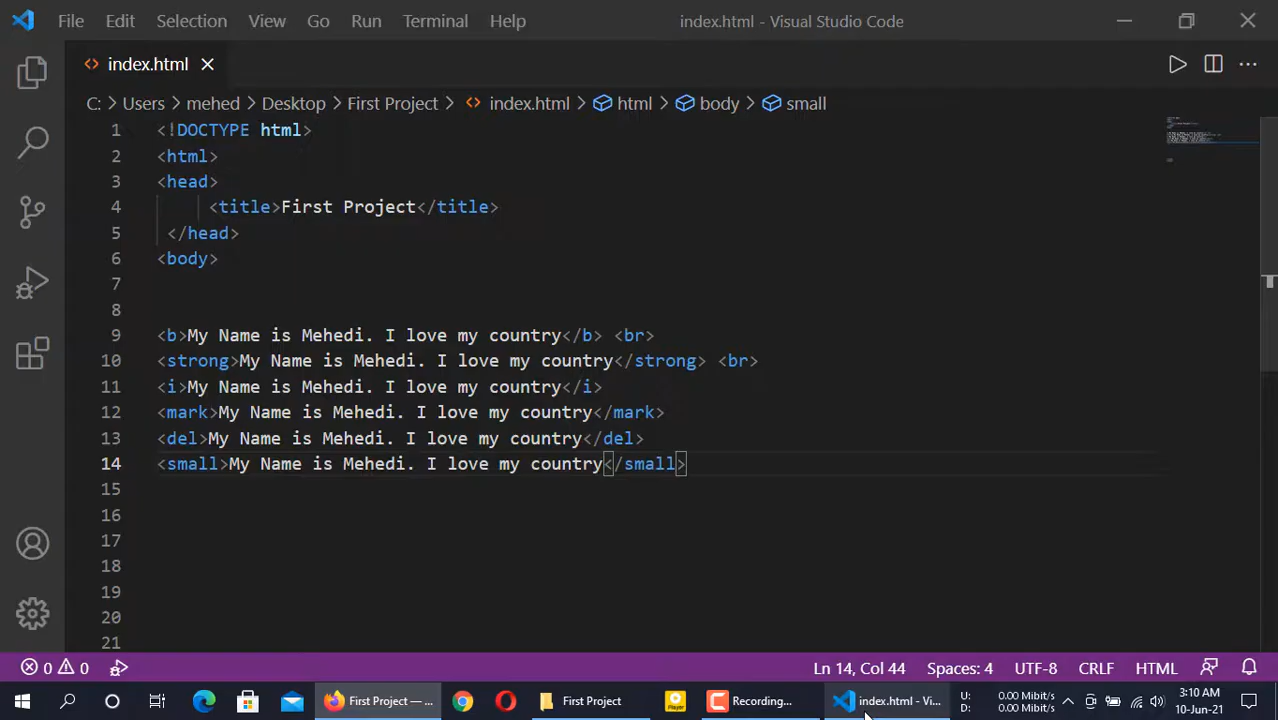 File Edit Selection View Go Run Terminal Help index.html - Visual Studio Code
index.html
C: > Users > mehed > Desktop > First Project > index.html > html > body > small
1 <!DOCTYPE html>
2 <html>
3 <head>
4 <title>First Project</title>
5 </head>
6 <body>
7
8
9 <b>My Name is Mehedi. I love my country</b> <br>
10 <strong>My Name is Mehedi. I love my country</strong> <br>
11 <i>My Name is Mehedi. I love my country</i>
12 <mark>My Name is Mehedi. I love my country</mark>
13 <del>My Name is Mehedi. I love my country</del>
14 <small>My Name is Mehedi. I love my country</small>
15
16
17
18
19
20
21
0 0 Ln 14, Col 44 Spaces: 4 UTF-8 CRLF HTML
First Project — ... First Project Player Recording... index.html - Vi... U: 0.00 Mibit/s 3:10 AM
D: 0.00 Mibit/s 10-Jun-21